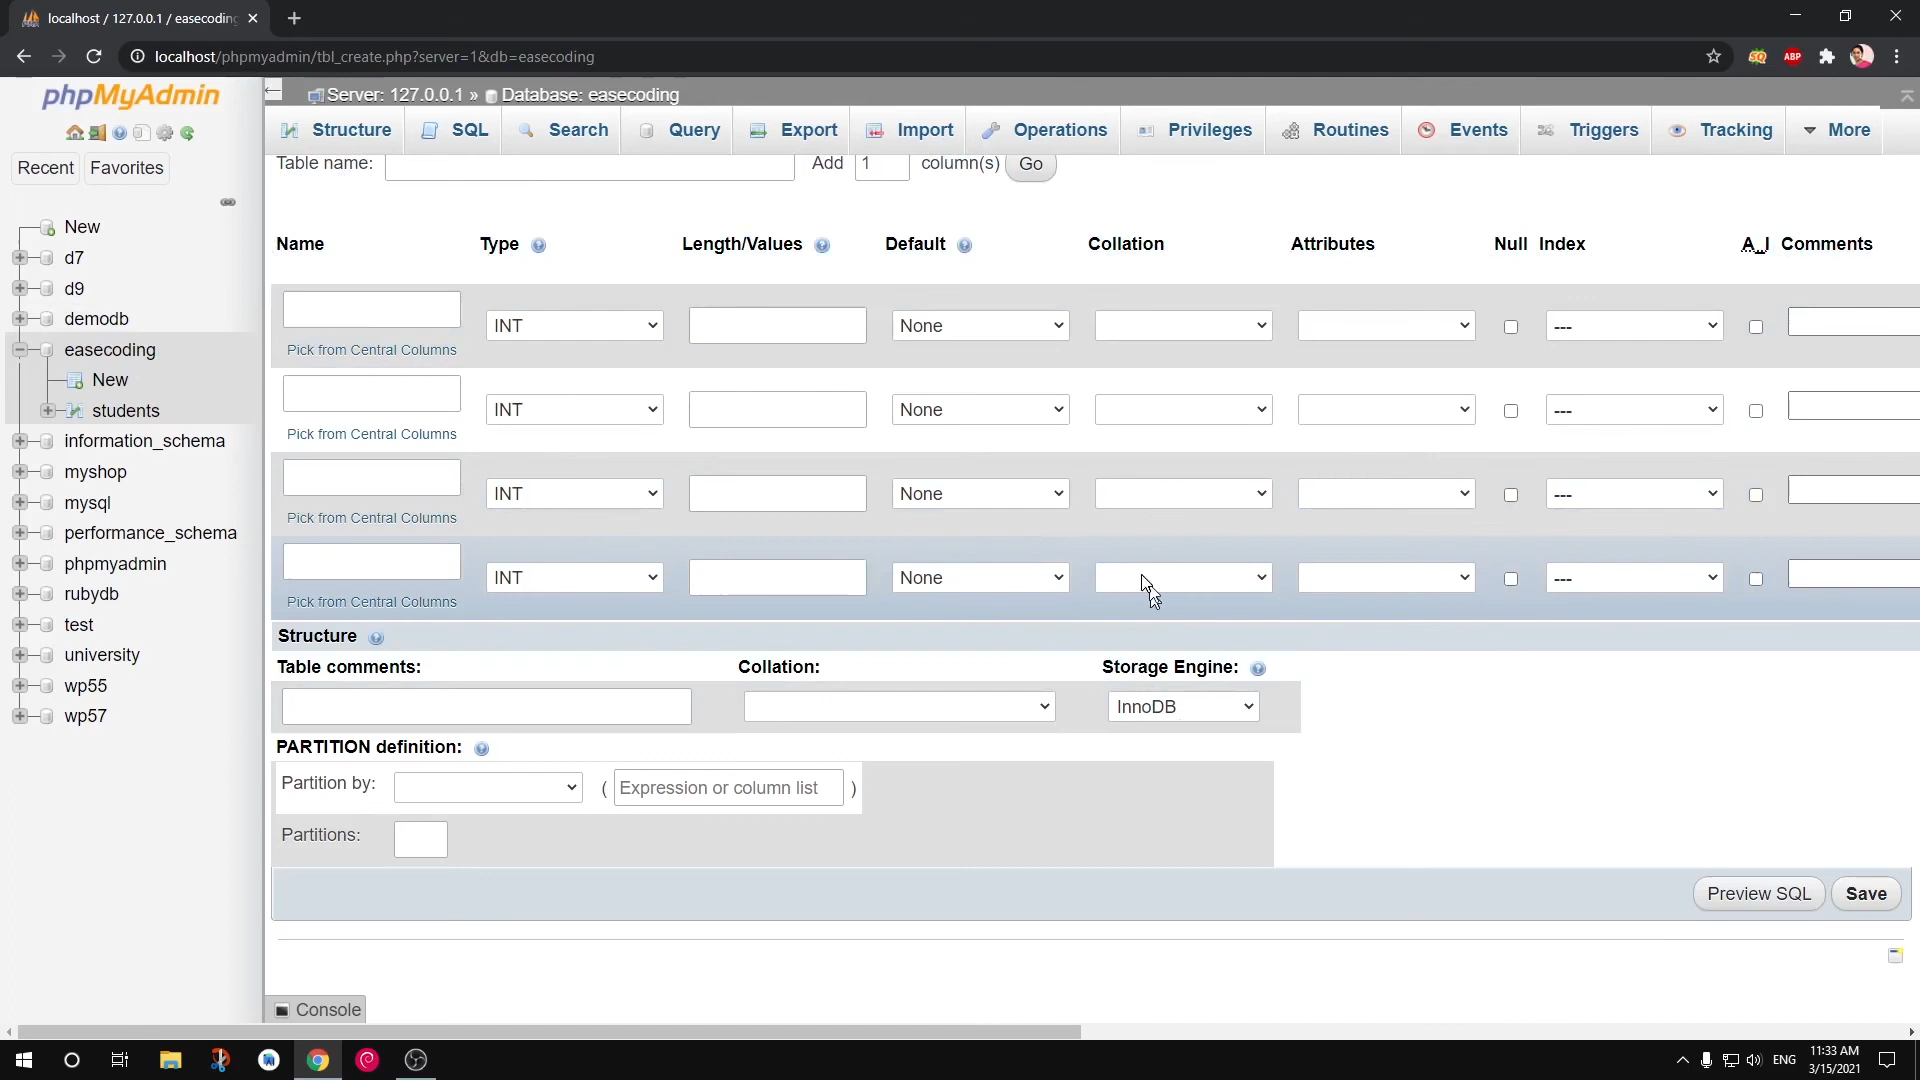 localhost / 127.0.0.1 / easecoding
localhost/phpmyadmin/tbl_create.php?server=1&db=easecoding
SQ
ABP
phpMyAdmin
Recent
Favorites
New
d7
d9
demodb
easecoding
New
students
information_schema
myshop
mysql
performance_schema
phpmyadmin
rubydb
test
university
wp55
wp57
Server: 127.0.0.1 » Database: easecoding
Structure SQL Search Query Export Import Operations Privileges Routines Events Triggers Tracking More
Table name: Add 1 column(s) Go
Name Type Length/Values Default Collation Attributes Null Index A_I Comments
INT None ---
Pick from Central Columns
INT None ---
Pick from Central Columns
INT None ---
Pick from Central Columns
INT None ---
Pick from Central Columns
Structure
Table comments: Collation: Storage Engine:
InnoDB
PARTITION definition:
Partition by: ( Expression or column list )
Partitions:
Preview SQL Save
Console
ENG
11:33 AM
3/15/2021